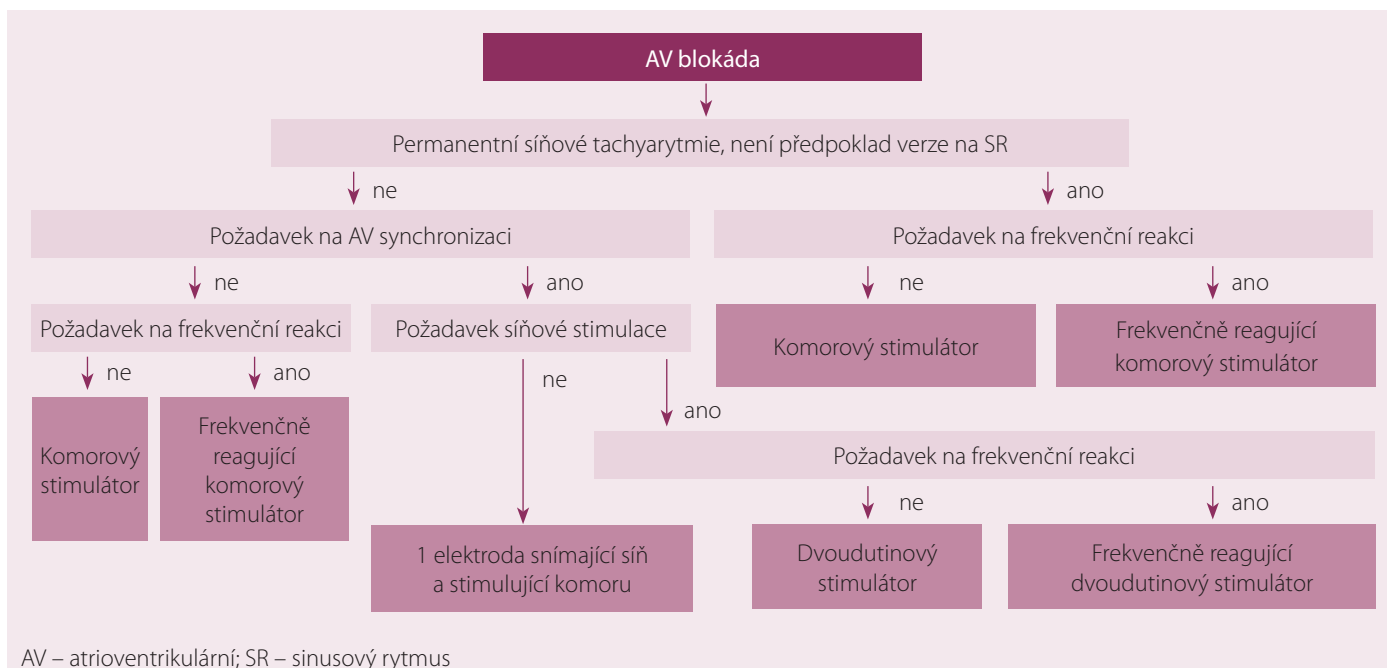 AV blokáda
Permanentní síňové tachyarytmie, není předpoklad verze na SR
ne
ano
Požadavek na AV synchronizaci
Požadavek na frekvenční reakci
ne
ano
ne
ano
Požadavek na frekvenční reakci
Požadavek síňové stimulace
Komorový stimulátor
Frekvenčně reagující
komorový stimulátor
ne
ano
ne
ano
Komorový
stimulátor
Frekvenčně
reagující
komorový
stimulátor
Požadavek na frekvenční reakci
ne
ano
1 elektroda snímající síň
a stimulující komoru
Dvoudutinový
stimulátor
Frekvenčně reagující
dvoudutinový stimulátor
AV – atrioventrikulární; SR – sinusový rytmus